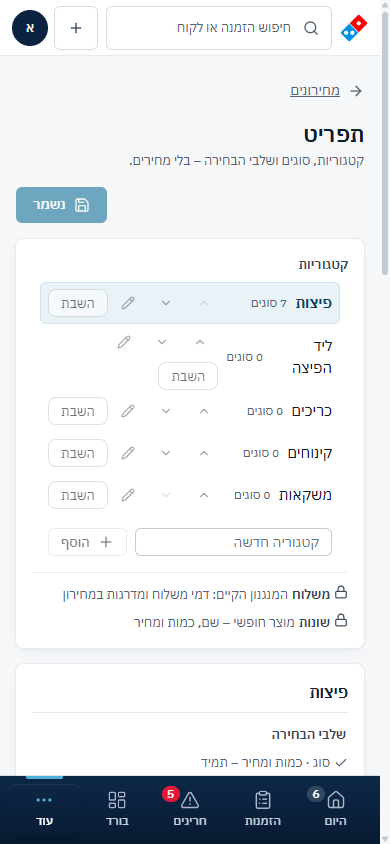 חיפוש הזמנה או לקוח
א
מחירונים
תפריט
קטגוריות, סוגים ושלבי הבחירה – בלי מחירים.
נשמר
קטגוריות
פיצות 7 סוגים השבת
ליד הפיצה 0 סוגים השבת
כריכים 0 סוגים השבת
קינוחים 0 סוגים השבת
משקאות 0 סוגים השבת
קטגוריה חדשה הוסף
משלוח המנגנון הקיים: דמי משלוח ומדרגות במחירון
שונות מוצר חופשי – שם, כמות ומחיר
פיצות
שלבי הבחירה
סוג · כמות ומחיר – תמיד
היום 6
הזמנות
חריגים 5
בורד
עוד